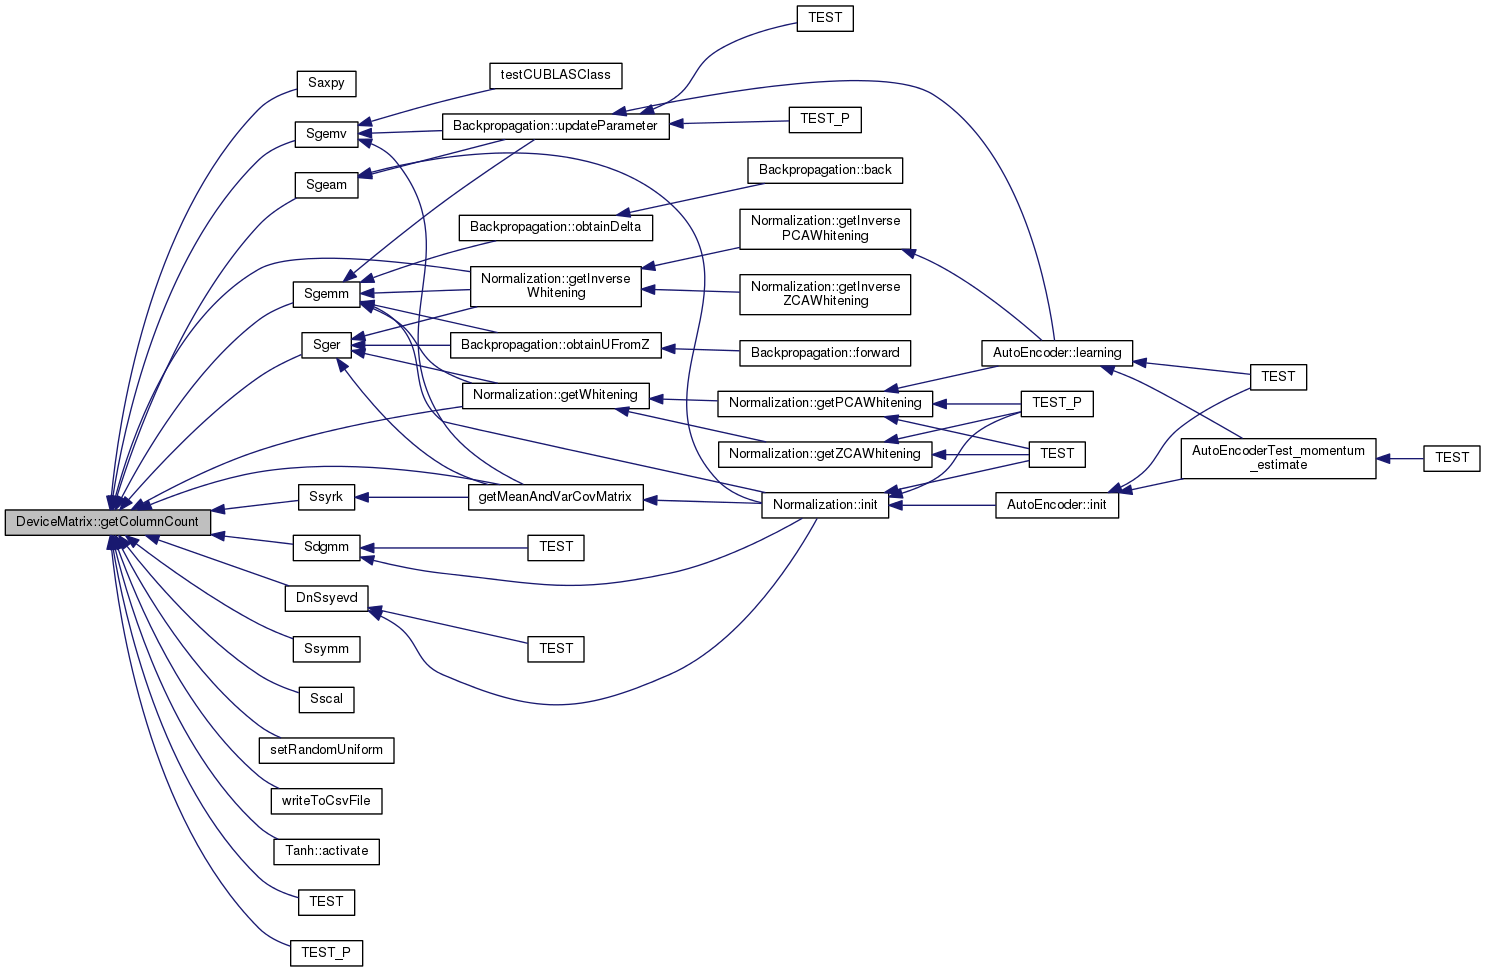 DeviceMatrix::getColumnCount
Saxpy
Sgemv
Sgeam
Sgemm
Sger
Ssyrk
Sdgmm
DnSsyevd
Ssymm
Sscal
setRandomUniform
writeToCsvFile
Tanh::activate
TEST
TEST_P
testCUBLASClass
Backpropagation::updateParameter
Backpropagation::obtainDelta
Normalization::getInverse
Whitening
Backpropagation::obtainUFromZ
Normalization::getWhitening
getMeanAndVarCovMatrix
TEST
TEST
TEST
TEST_P
Backpropagation::back
Normalization::getInverse
PCAWhitening
Normalization::getInverse
ZCAWhitening
Backpropagation::forward
Normalization::getPCAWhitening
Normalization::getZCAWhitening
Normalization::init
AutoEncoder::learning
TEST_P
TEST
AutoEncoder::init
TEST
AutoEncoderTest_momentum
_estimate
TEST